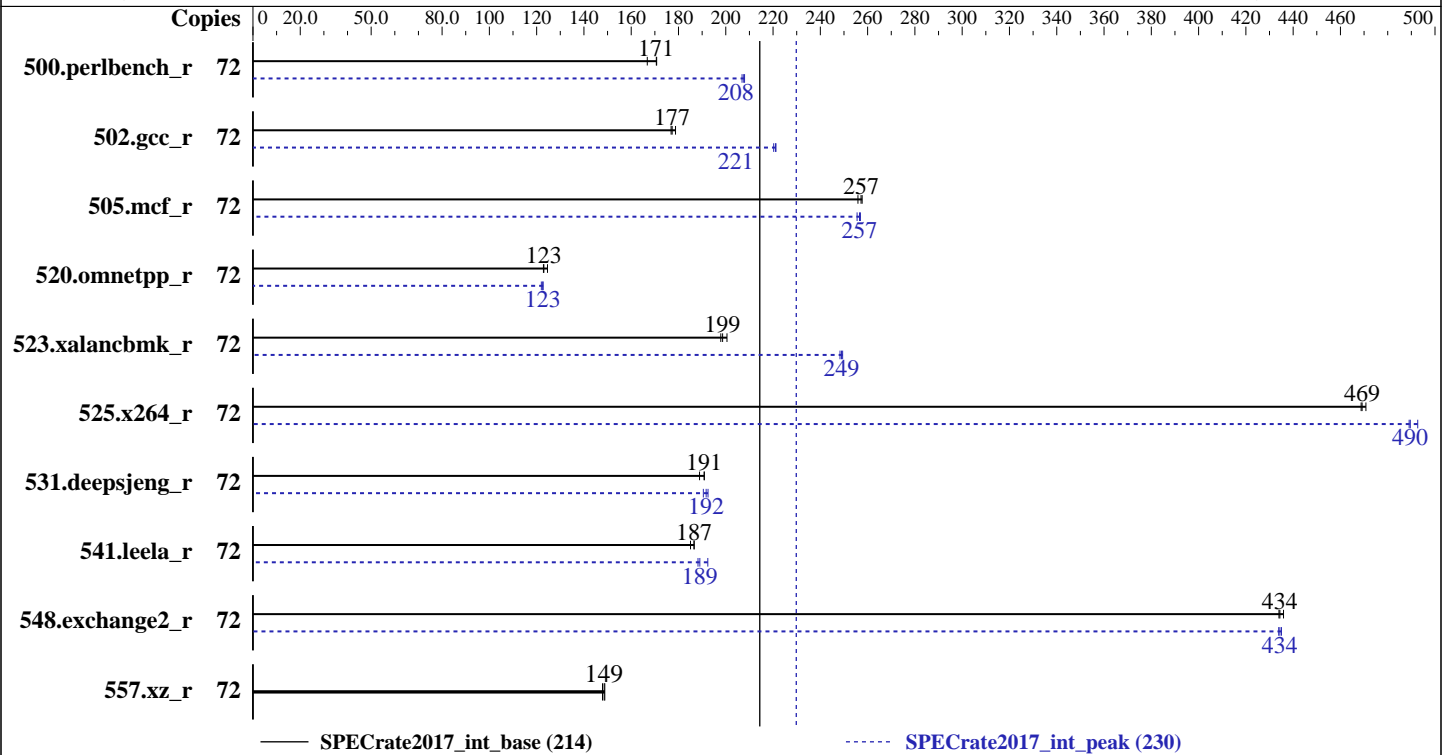 Copies 0 20.0 50.0 80.0 100 120 140 160 180 200 220 240 260 280 300 320 340 360 380 400 420 440 460 500
171
500.perlbench_r 72
208
177
502.gcc_r 72
221
257
505.mcf_r 72
257
123
520.omnetpp_r 72
123
199
523.xalancbmk_r 72
249
469
525.x264_r 72
490
191
531.deepsjeng_r 72
192
187
541.leela_r 72
189
434
548.exchange2_r 72
434
149
557.xz_r 72
SPECrate2017_int_base (214) SPECrate2017_int_peak (230)